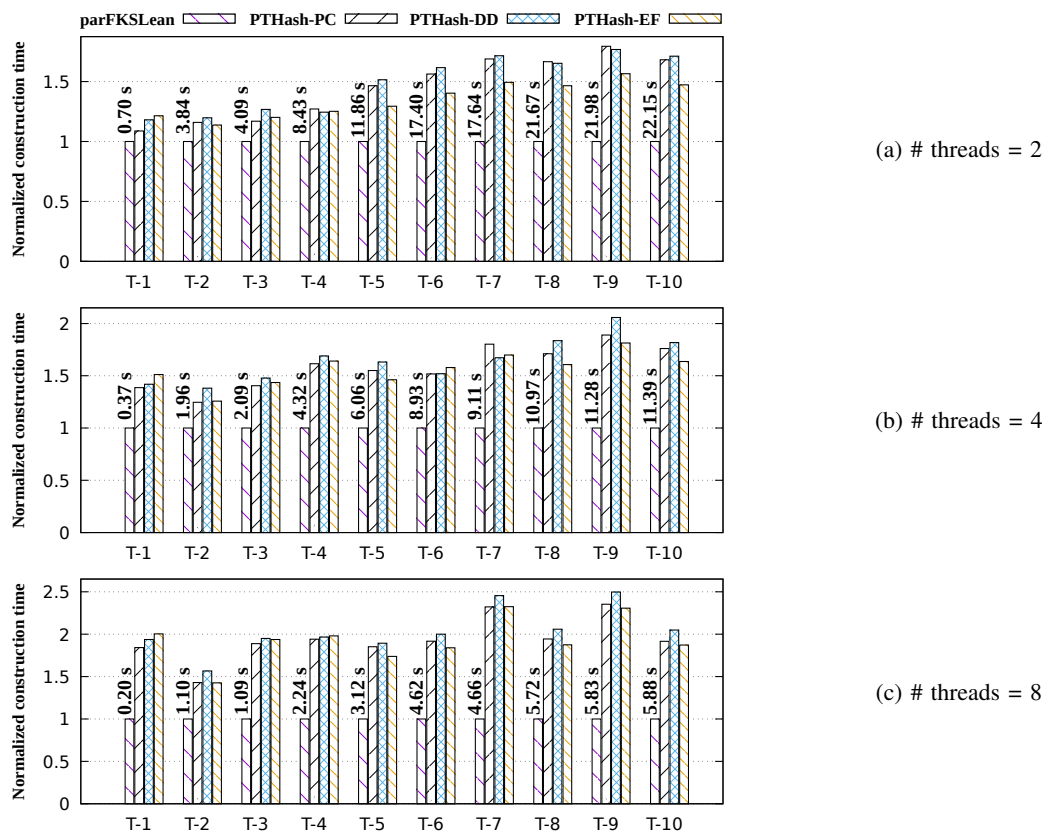 parFKSLean PTHash-PC PTHash-DD PTHash-EF
Normalized construction time
1.5
1
0.5
0
0.70 s
3.84 s
4.09 s
8.43 s
11.86 s
17.40 s
17.64 s
21.67 s
21.98 s
22.15 s
T-1 T-2 T-3 T-4 T-5 T-6 T-7 T-8 T-9 T-10
(a) # threads = 2
Normalized construction time
2
1.5
1
0.5
0
0.37 s
1.96 s
2.09 s
4.32 s
6.06 s
8.93 s
9.11 s
10.97 s
11.28 s
11.39 s
T-1 T-2 T-3 T-4 T-5 T-6 T-7 T-8 T-9 T-10
(b) # threads = 4
Normalized construction time
2.5
2
1.5
1
0.5
0
0.20 s
1.10 s
1.09 s
2.24 s
3.12 s
4.62 s
4.66 s
5.72 s
5.83 s
5.88 s
T-1 T-2 T-3 T-4 T-5 T-6 T-7 T-8 T-9 T-10
(c) # threads = 8